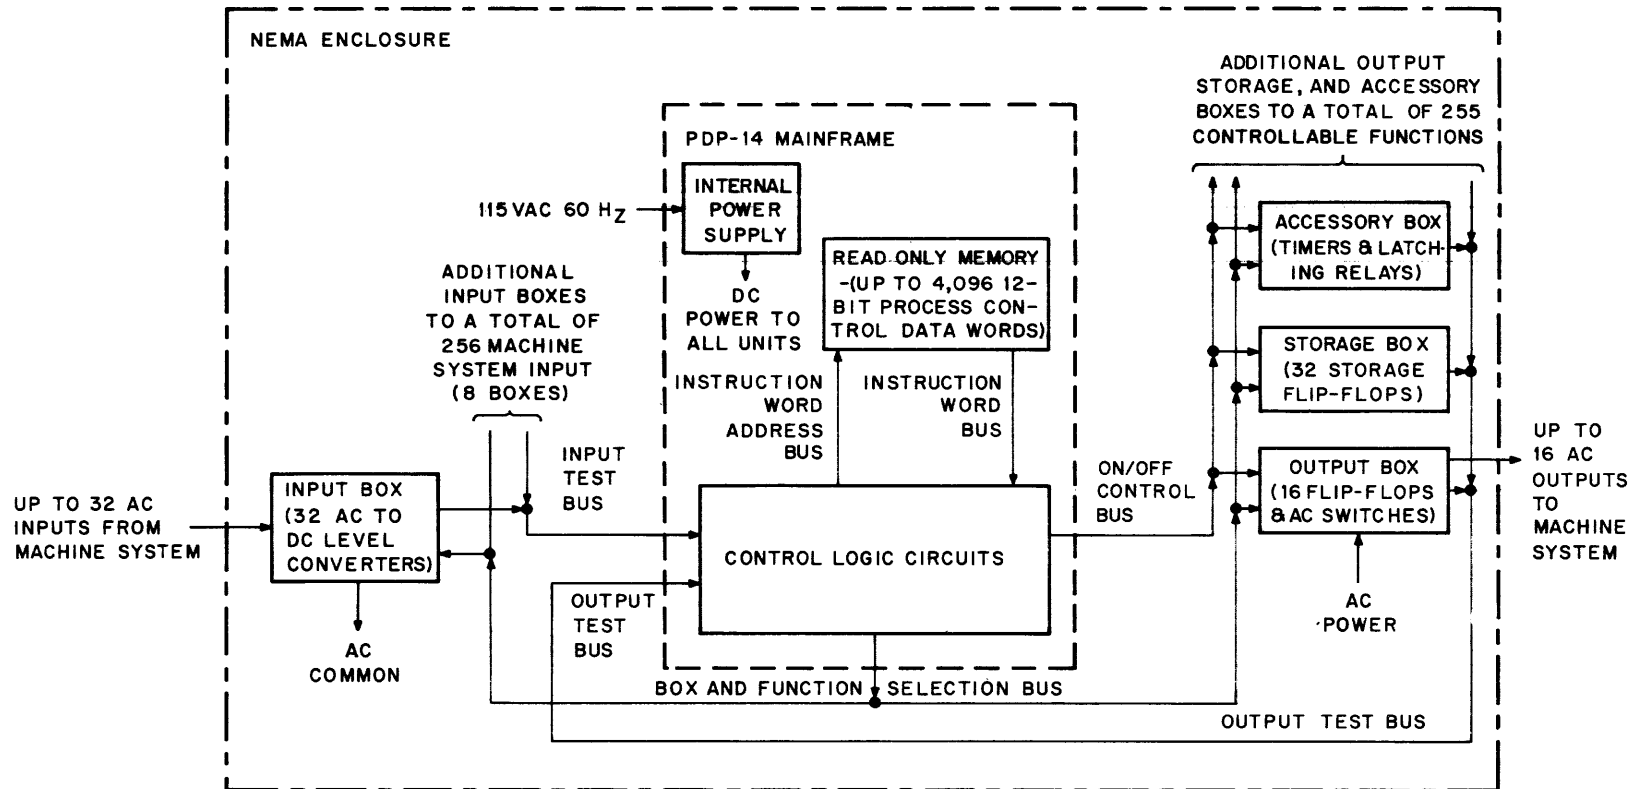 NEMA ENCLOSURE
ADDITIONAL OUTPUT
STORAGE, AND ACCESSORY
BOXES TO A TOTAL OF 255
CONTROLLABLE FUNCTIONS
PDP-14 MAINFRAME
INTERNAL
POWER
SUPPLY
115 VAC 60 HZ
DC
POWER TO
ALL UNITS
READ ONLY MEMORY
-(UP TO 4,096 12-
BIT PROCESS CON-
TROL DATA WORDS)
ACCESSORY BOX
(TIMERS & LATCH-
ING RELAYS)
ADDITIONAL
INPUT BOXES
TO A TOTAL OF
256 MACHINE
SYSTEM INPUT
(8 BOXES)
STORAGE BOX
(32 STORAGE
FLIP-FLOPS)
INSTRUCTION
WORD
ADDRESS
BUS
INSTRUCTION
WORD
BUS
INPUT
TEST
BUS
ON/OFF
CONTROL
BUS
OUTPUT BOX
(16 FLIP-FLOPS
& AC SWITCHES)
UP TO
16 AC
OUTPUTS
TO
MACHINE
SYSTEM
UP TO 32 AC
INPUTS FROM
MACHINE SYSTEM
INPUT BOX
(32 AC TO
DC LEVEL
CONVERTERS)
CONTROL LOGIC CIRCUITS
OUTPUT
TEST
BUS
AC
POWER
AC
COMMON
BOX AND FUNCTION SELECTION BUS
OUTPUT TEST BUS